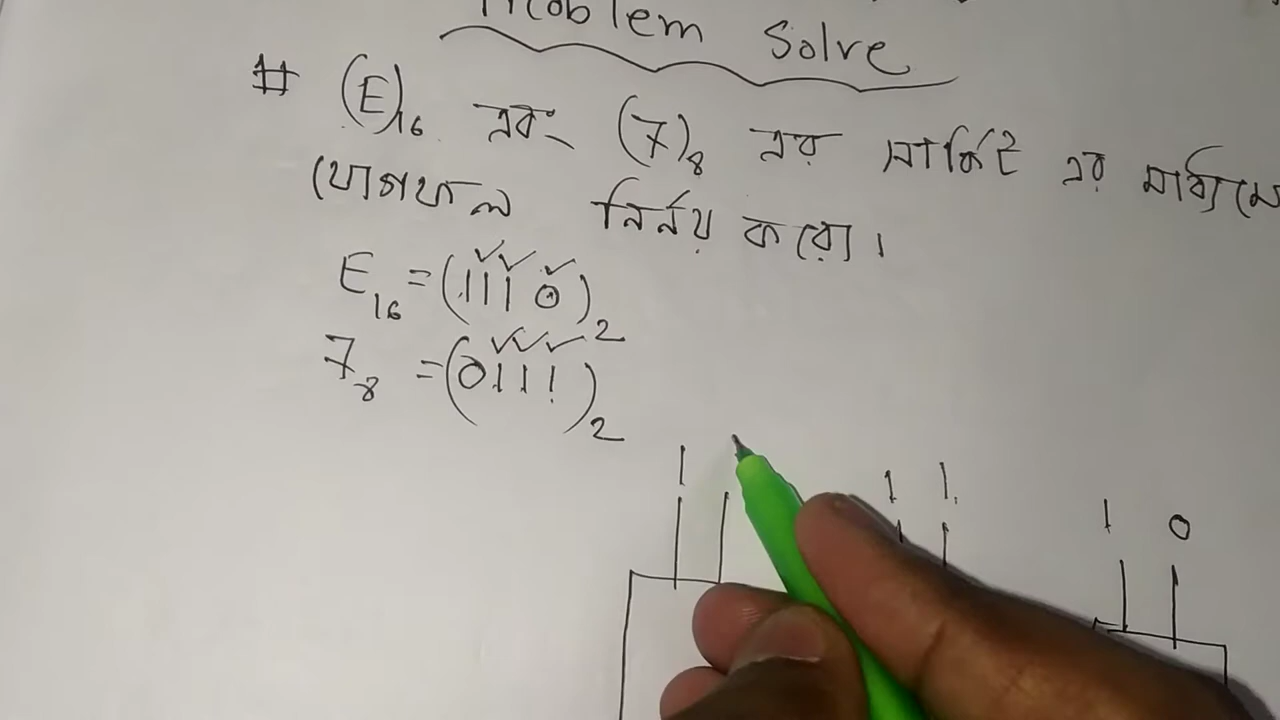 Problem Solve
# (E)16 এবং (7)8 এর সার্কিট এর মাধ্যমে
যোগফল নির্নয় করো।
E16 = (1110)2
78 = (0111)2
1 1 1. 1 0